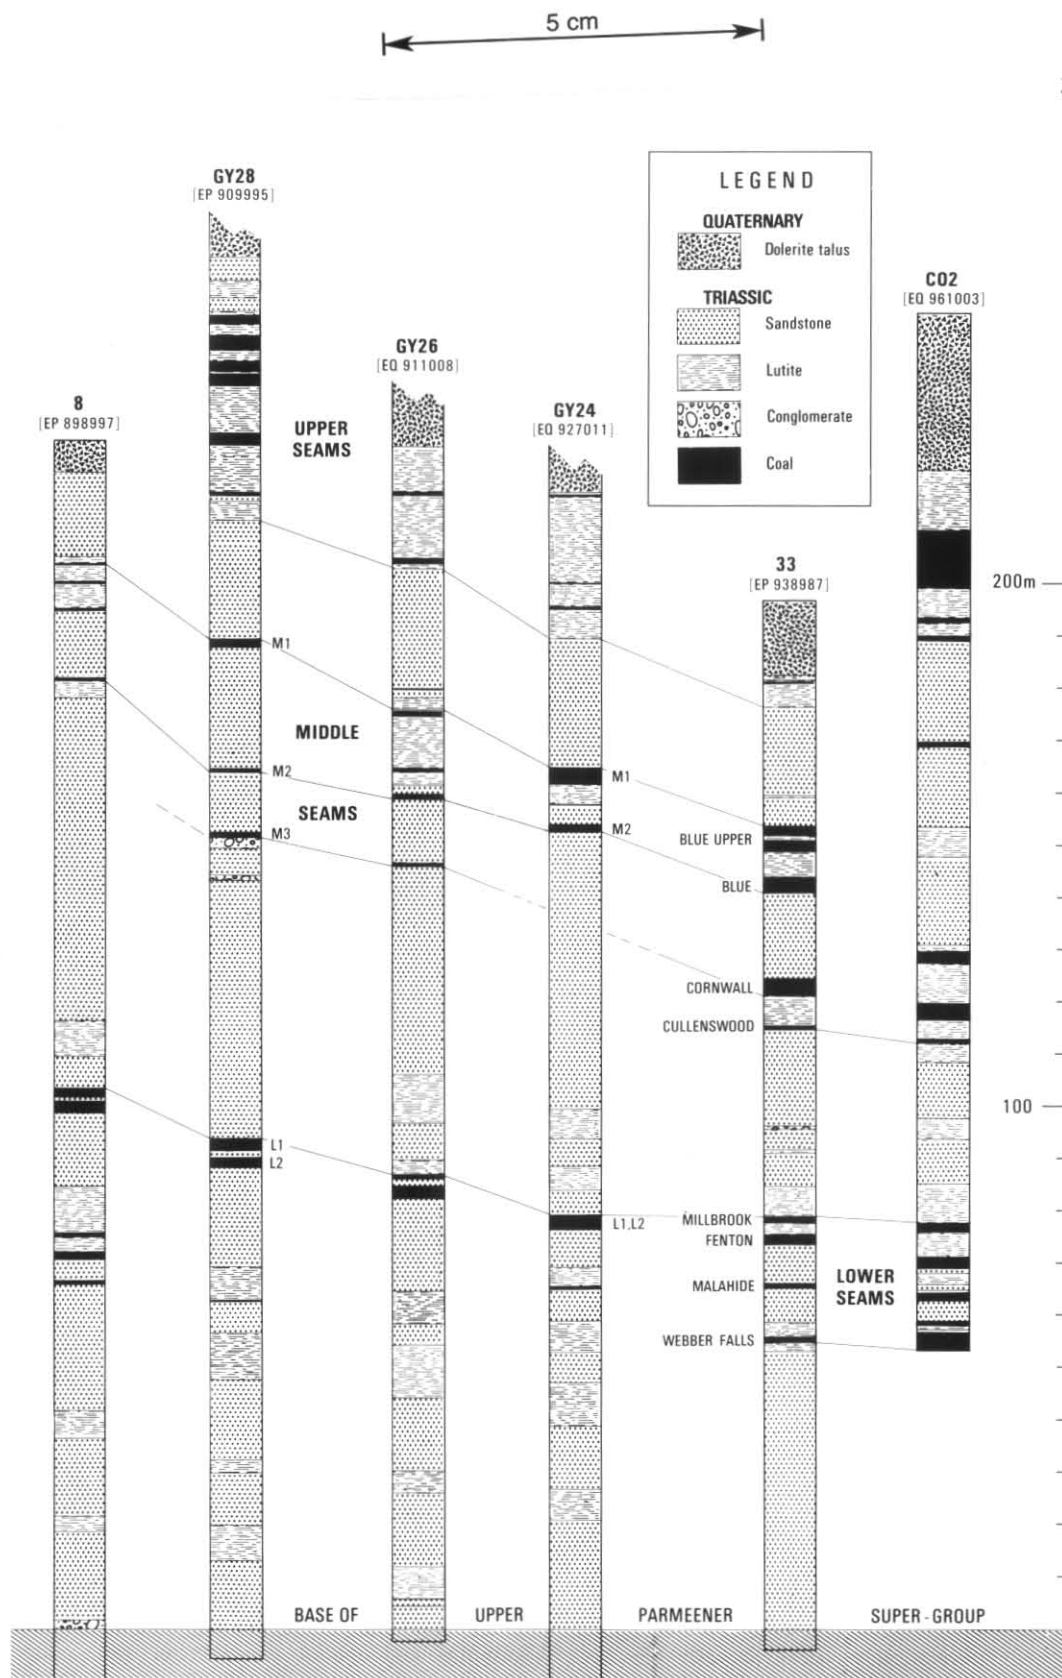 5 cm
GY28
[EP 909995]
LEGEND
QUATERNARY
Dolerite talus
TRIASSIC
Sandstone
Lutite
Conglomerate
Coal
CO2
[EQ 961003]
GY26
[EQ 911008]
8
[EP 898997]
GY24
[EQ 927011]
UPPER
SEAMS
33
[EP 938987]
200m
M1
MIDDLE
M2
M1
SEAMS
M3
M2
BLUE UPPER
BLUE
CORNWALL
CULLENSWOOD
100
L1
L2
L1,L2
MILLBROOK
FENTON
MALAHIDE
LOWER
SEAMS
WEBBER FALLS
BASE OF UPPER PARMEENER SUPER-GROUP